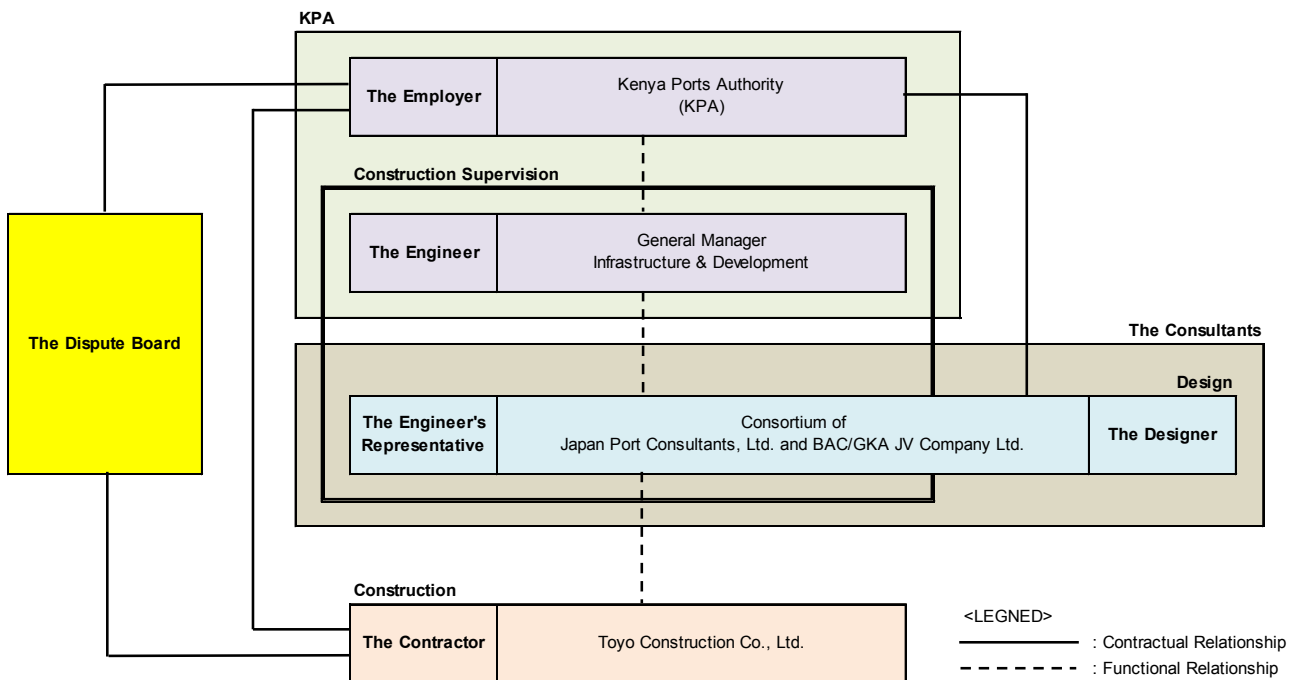 KPA
The Employer
Kenya Ports Authority
(KPA)
Construction Supervision
The Engineer
General Manager
Infrastructure & Development
The Dispute Board
The Consultants
Design
The Engineer's
Representative
Consortium of
Japan Port Consultants, Ltd. and BAC/GKA JV Company Ltd.
The Designer
Construction
The Contractor
Toyo Construction Co., Ltd.
<LEGNED>
: Contractual Relationship
: Functional Relationship